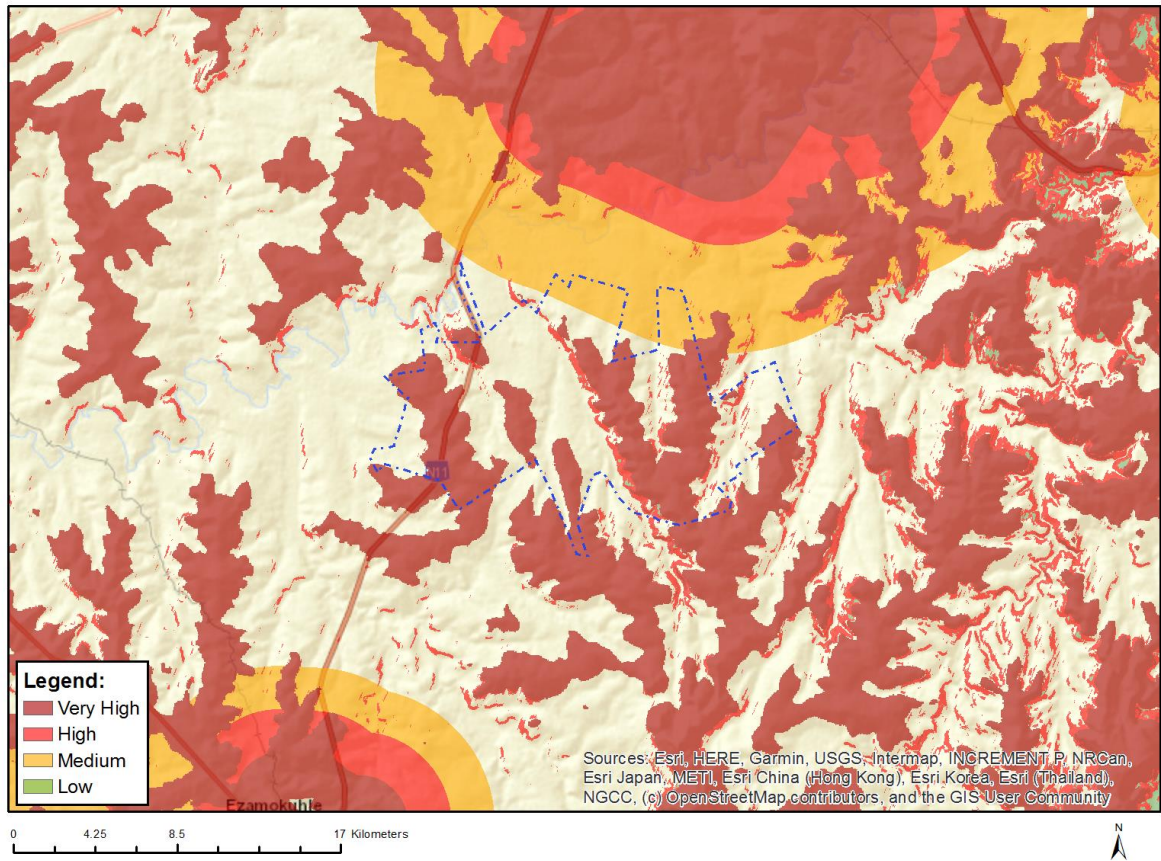 N11
Legend:
Very High
High
Medium
Low
Sources: Esri, HERE, Garmin, USGS, Intermap, INCREMENT P, NRCan,
Esri Japan, METI, Esri China (Hong Kong), Esri Korea, Esri (Thailand),
NGCC, (c) OpenStreetMap contributors, and the GIS User Community
Ezamokuhle
0 4.25 8.5 17 Kilometers
N